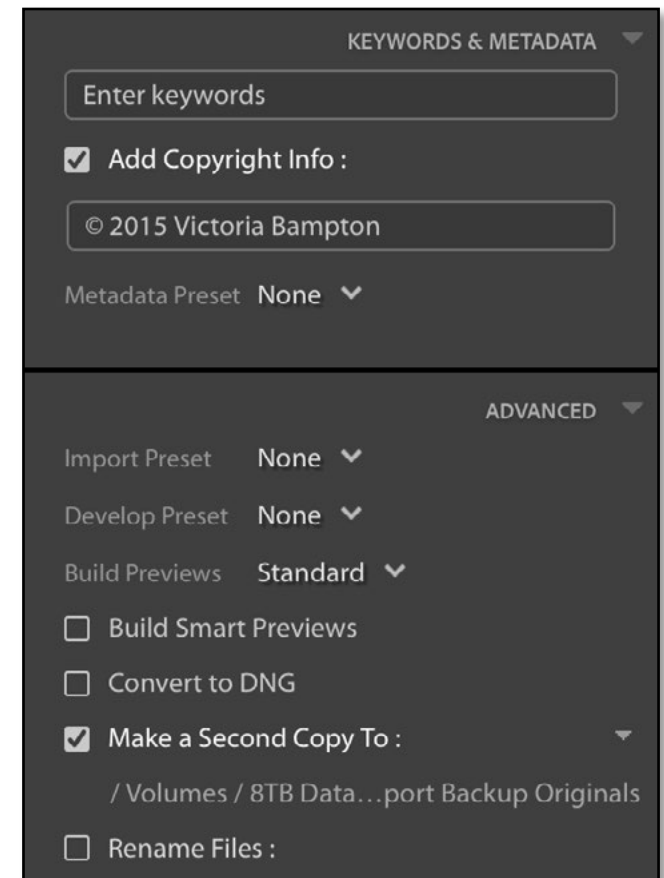 KEYWORDS & METADATA
Enter keywords
Add Copyright Info :
© 2015 Victoria Bampton
Metadata Preset None
ADVANCED
Import Preset None
Develop Preset None
Build Previews Standard
Build Smart Previews
Convert to DNG
Make a Second Copy To :
/ Volumes / 8TB Data…port Backup Originals
Rename Files :